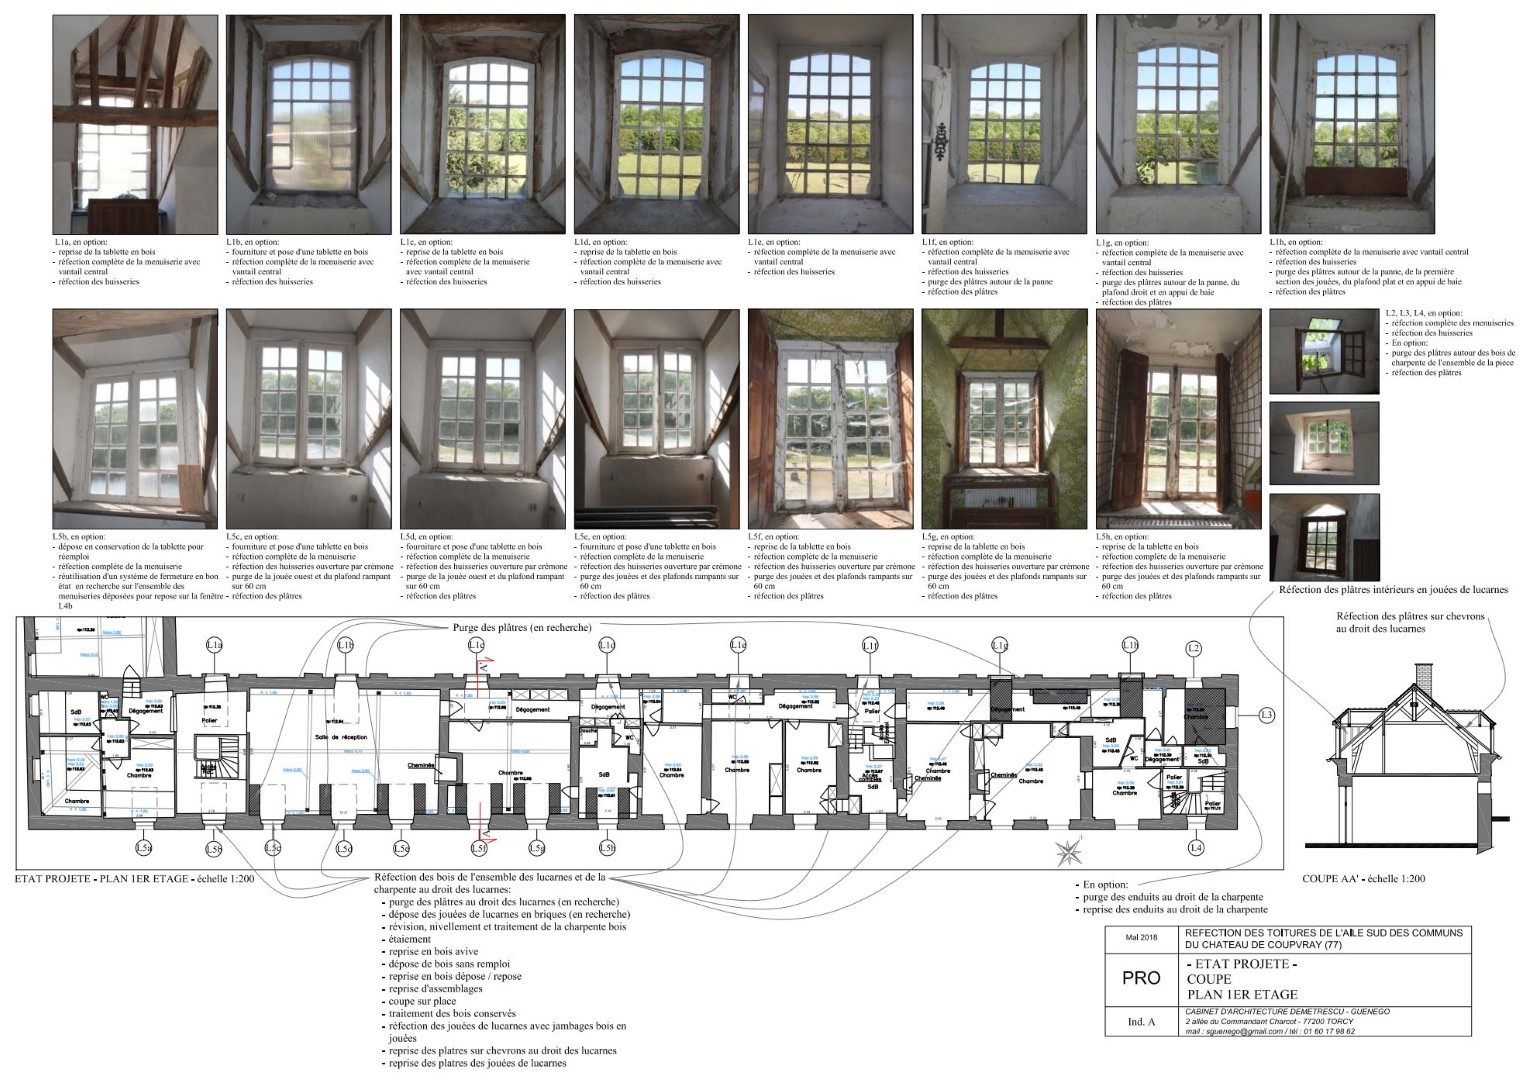 L1a, en option:
- reprise de la tablette en bois
- réfection complète de la menuiserie avec
vantail central
- réfection des huisseries
L1b, en option:
- fourniture et pose d'une tablette en bois
- réfection complète de la menuiserie avec
vantail central
- réfection des huisseries
L1c, en option:
- reprise de la tablette en bois
- réfection complète de la menuiserie
avec vantail central
- réfection des huisseries
L1d, en option:
- reprise de la tablette en bois
- réfection complète de la menuiserie avec
vantail central
- réfection des huisseries
L1e, en option:
- réfection complète de la menuiserie avec
vantail central
- réfection des huisseries
L1f, en option:
- réfection complète de la menuiserie avec
vantail central
- réfection des huisseries
- purge des plâtres autour de la panne
- réfection des plâtres
L1g, en option:
- réfection complète de la menuiserie avec
vantail central
- réfection des huisseries
- purge des plâtres autour de la panne, du
plafond droit et en appui de baie
- réfection des plâtres
L1h, en option:
- réfection complète de la menuiserie avec vantail central
- réfection des huisseries
- purge des plâtres autour de la panne, de la première
section des jouées, du plafond plat et en appui de baie
- réfection des plâtres
L2, L3, L4, en option:
- réfection complète des menuiseries
- réfection des huisseries
- En option:
- purge des plâtres autour des bois de
charpente de l'ensemble de la pièce
- réfection des plâtres
L5b, en option:
- dépose en conservation de la tablette pour
réemploi
- réfection complète de la menuiserie
- réutilisation d'un système de fermeture en bon
état en recherche sur l'ensemble des
menuiseries déposées pour repose sur la fenêtre
L4b
L5c, en option:
- fourniture et pose d'une tablette en bois
- réfection complète de la menuiserie
- réfection des huisseries ouverture par crémone
- purge de la jouée ouest et du plafond rampant
sur 60 cm
- réfection des plâtres
L5d, en option:
- fourniture et pose d'une tablette en bois
- réfection complète de la menuiserie
- réfection des huisseries ouverture par crémone
- purge de la jouée ouest et du plafond rampant
sur 60 cm
- réfection des plâtres
L5e, en option:
- fourniture et pose d'une tablette en bois
- réfection complète de la menuiserie
- réfection des huisseries ouverture par crémone
- purge des jouées et des plafonds rampants sur
60 cm
- réfection des plâtres
L5f, en option:
- reprise de la tablette en bois
- réfection complète de la menuiserie
- réfection des huisseries ouverture par crémone
- purge des jouées et des plafonds rampants sur
60 cm
- réfection des plâtres
L5g, en option:
- reprise de la tablette en bois
- réfection complète de la menuiserie
- réfection des huisseries ouverture par crémone
- purge des jouées et des plafonds rampants sur
60 cm
- réfection des plâtres
L5h, en option:
- reprise de la tablette en bois
- réfection complète de la menuiserie
- réfection des huisseries ouverture par crémone
- purge des jouées et des plafonds rampants sur
60 cm
- réfection des plâtres
Réfection des plâtres intérieurs en jouées de lucarnes
Réfection des plâtres sur chevrons
au droit des lucarnes
Purge des plâtres (en recherche)
L1a
L1b
L1c
L1c
L1e
L1f
L1g
L1h
L2
L3
SdB
Dégagement
Palier
Salle de réception
Dégagement
Dégagement
Dégagement
Palier
Dégagement
Chambre
WC
Douche
WC
SdB
Cheminée
Chambre
Chambre
Chambre
Chambre
Chambre
Chambre
Accès combles
SdB
Cheminée
Chambre
Cheminée
Chambre
SdB
WC
Dégagement
SdB
Chambre
Palier
Palier
L5a
L5b
L5c
L5d
L5e
L5f
L5g
L5h
L4
ETAT PROJETE - PLAN 1ER ETAGE - échelle 1:200
COUPE AA' - échelle 1:200
Réfection des bois de l'ensemble des lucarnes et de la
charpente au droit des lucarnes:
- purge des plâtres au droit des lucarnes (en recherche)
- dépose des jouées de lucarnes en briques (en recherche)
- révision, nivellement et traitement de la charpente bois
- étaiement
- reprise en bois avive
- dépose de bois sans remploi
- reprise en bois dépose / repose
- reprise d'assemblages
- coupe sur place
- traitement des bois conservés
- réfection des jouées de lucarnes avec jambages bois en
jouées
- reprise des platres sur chevrons au droit des lucarnes
- reprise des platres des jouées de lucarnes
- En option:
- purge des enduits au droit de la charpente
- reprise des enduits au droit de la charpente
Mai 2018
REFECTION DES TOITURES DE L'AILE SUD DES COMMUNS
DU CHATEAU DE COUPVRAY (77)
PRO
- ETAT PROJETE -
COUPE
PLAN 1ER ETAGE
Ind. A
CABINET D'ARCHITECTURE DEMETRESCU - GUENEGO
2 allée du Commandant Charcot - 77200 TORCY
mail : sguenego@gmail.com / tél : 01 60 17 98 62